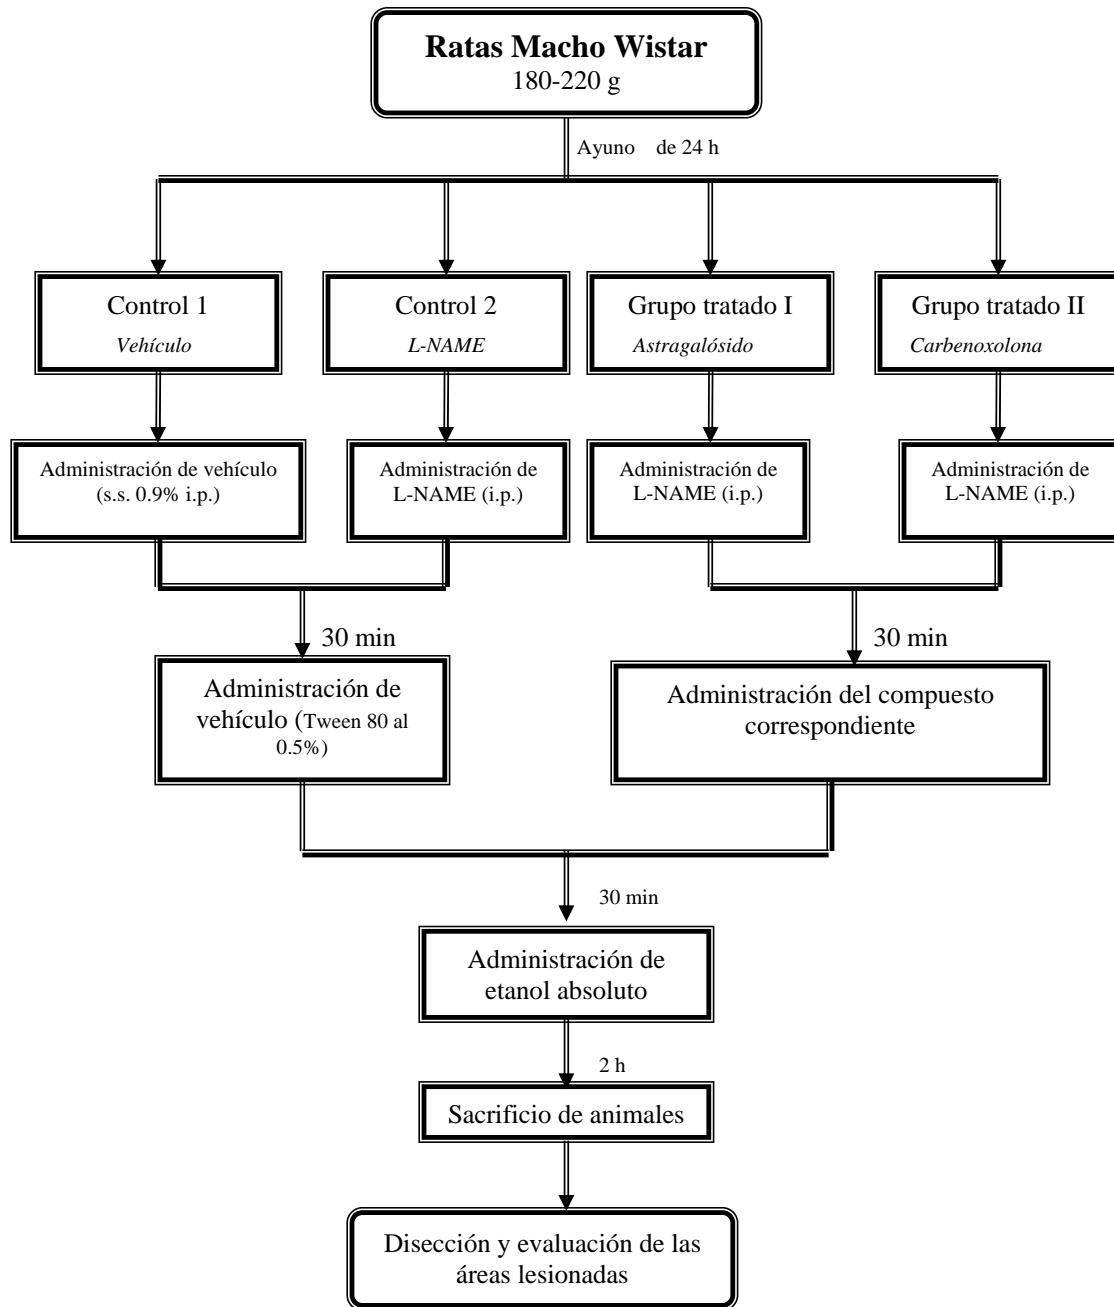 Ratas Macho Wistar
180-220 g
Ayuno de 24 h
Control 1
Vehículo
Control 2
L-NAME
Grupo tratado I
Astragalósido
Grupo tratado II
Carbenoxolona
Administración de vehículo
(s.s. 0.9% i.p.)
Administración de
L-NAME (i.p.)
Administración de
L-NAME (i.p.)
Administración de
L-NAME (i.p.)
30 min
30 min
Administración de
vehículo (Tween 80 al
0.5%)
Administración del compuesto
correspondiente
30 min
Administración de
etanol absoluto
2 h
Sacrificio de animales
Disección y evaluación de las
áreas lesionadas